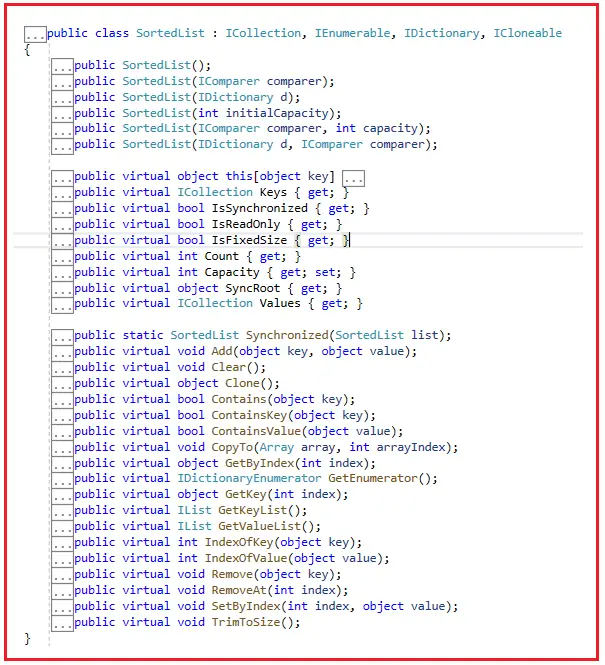 ...public class SortedList : ICollection, IEnumerable, IDictionary, ICloneable
{
...public SortedList();
...public SortedList(IComparer comparer);
...public SortedList(IDictionary d);
...public SortedList(int initialCapacity);
...public SortedList(IComparer comparer, int capacity);
...public SortedList(IDictionary d, IComparer comparer);
...public virtual object this[object key] ...
...public virtual ICollection Keys { get; }
...public virtual bool IsSynchronized { get; }
...public virtual bool IsReadOnly { get; }
...public virtual bool IsFixedSize { get; }
...public virtual int Count { get; }
...public virtual int Capacity { get; set; }
...public virtual object SyncRoot { get; }
...public virtual ICollection Values { get; }
...public static SortedList Synchronized(SortedList list);
...public virtual void Add(object key, object value);
...public virtual void Clear();
...public virtual object Clone();
...public virtual bool Contains(object key);
...public virtual bool ContainsKey(object key);
...public virtual bool ContainsValue(object value);
...public virtual void CopyTo(Array array, int arrayIndex);
...public virtual object GetByIndex(int index);
...public virtual IDictionaryEnumerator GetEnumerator();
...public virtual object GetKey(int index);
...public virtual IList GetKeyList();
...public virtual IList GetValueList();
...public virtual int IndexOfKey(object key);
...public virtual int IndexOfValue(object value);
...public virtual void Remove(object key);
...public virtual void RemoveAt(int index);
...public virtual void SetByIndex(int index, object value);
...public virtual void TrimToSize();
}